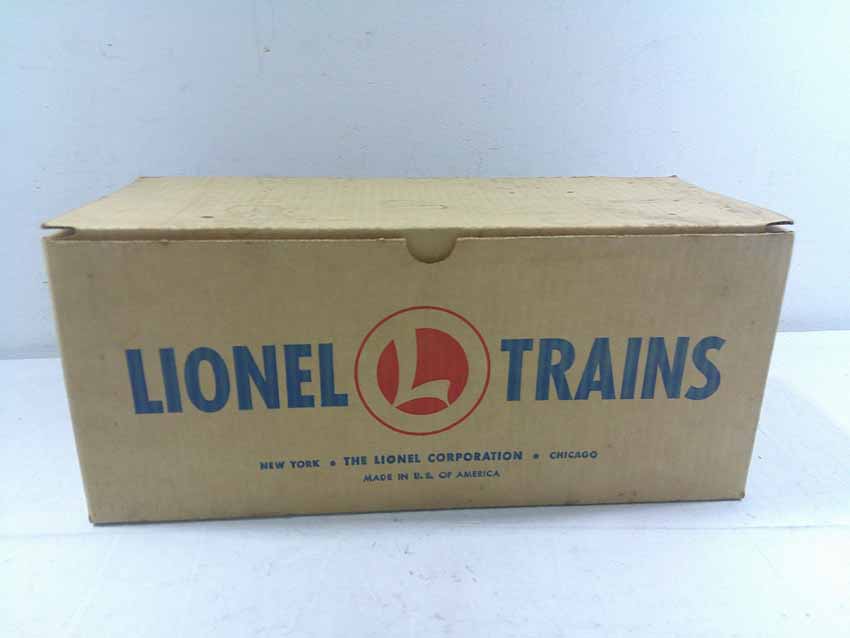 LIONEL L TRAINS
NEW YORK • THE LIONEL CORPORATION • CHICAGO
MADE IN U.S. OF AMERICA